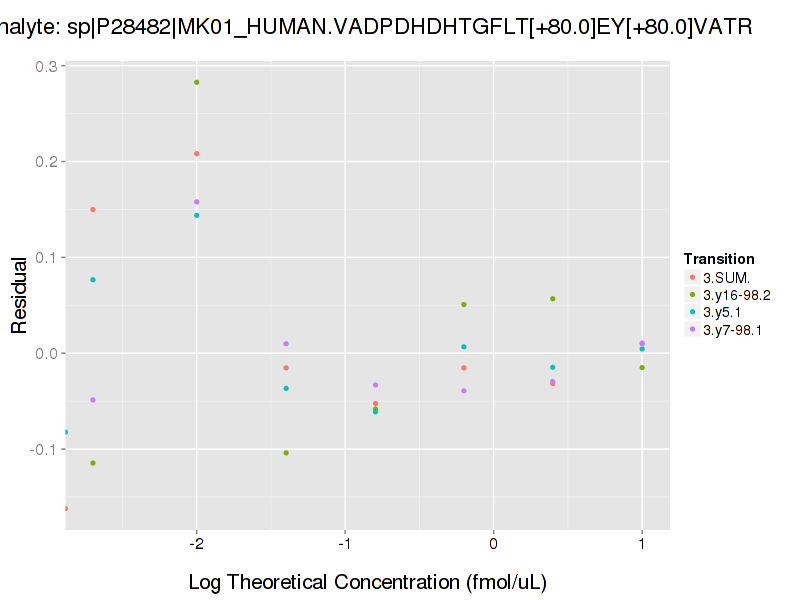 nalyte: sp|P28482|MK01_HUMAN.VADPDHDHTGFLT[+80.0]EY[+80.0]VATR
0.3
0.2
0.1
0.0
-0.1
Residual
-2
-1
0
1
Log Theoretical Concentration (fmol/uL)
Transition
3.SUM.
3.y16-98.2
3.y5.1
3.y7-98.1